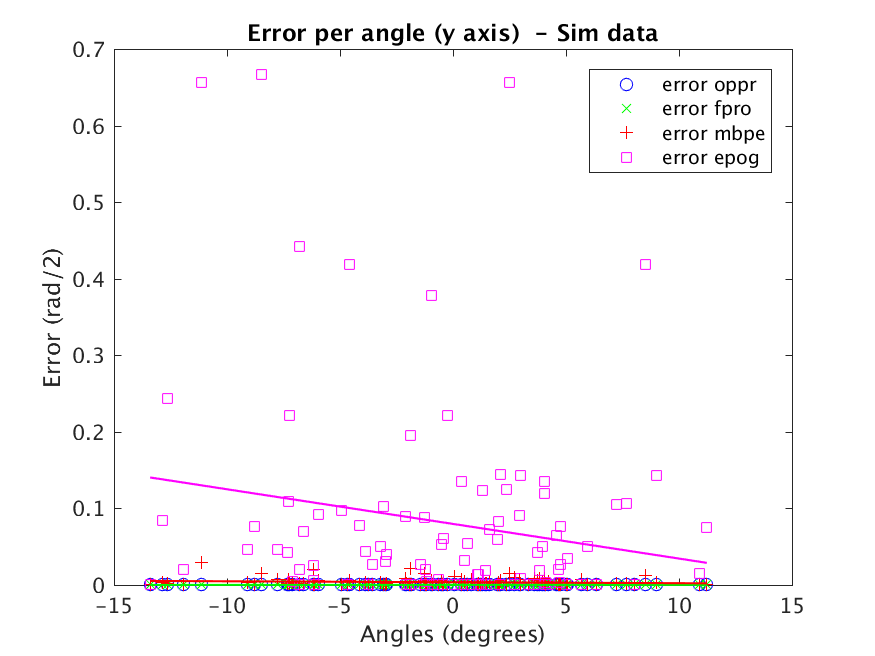 Error per angle (y axis) - Sim data
0.7
0.6
0.5
0.4
0.3
0.2
0.1
0
Error (rad/2)
error oppr
error fpro
error mbpe
error epog
-15 -10 -5 0 5 10 15
Angles (degrees)